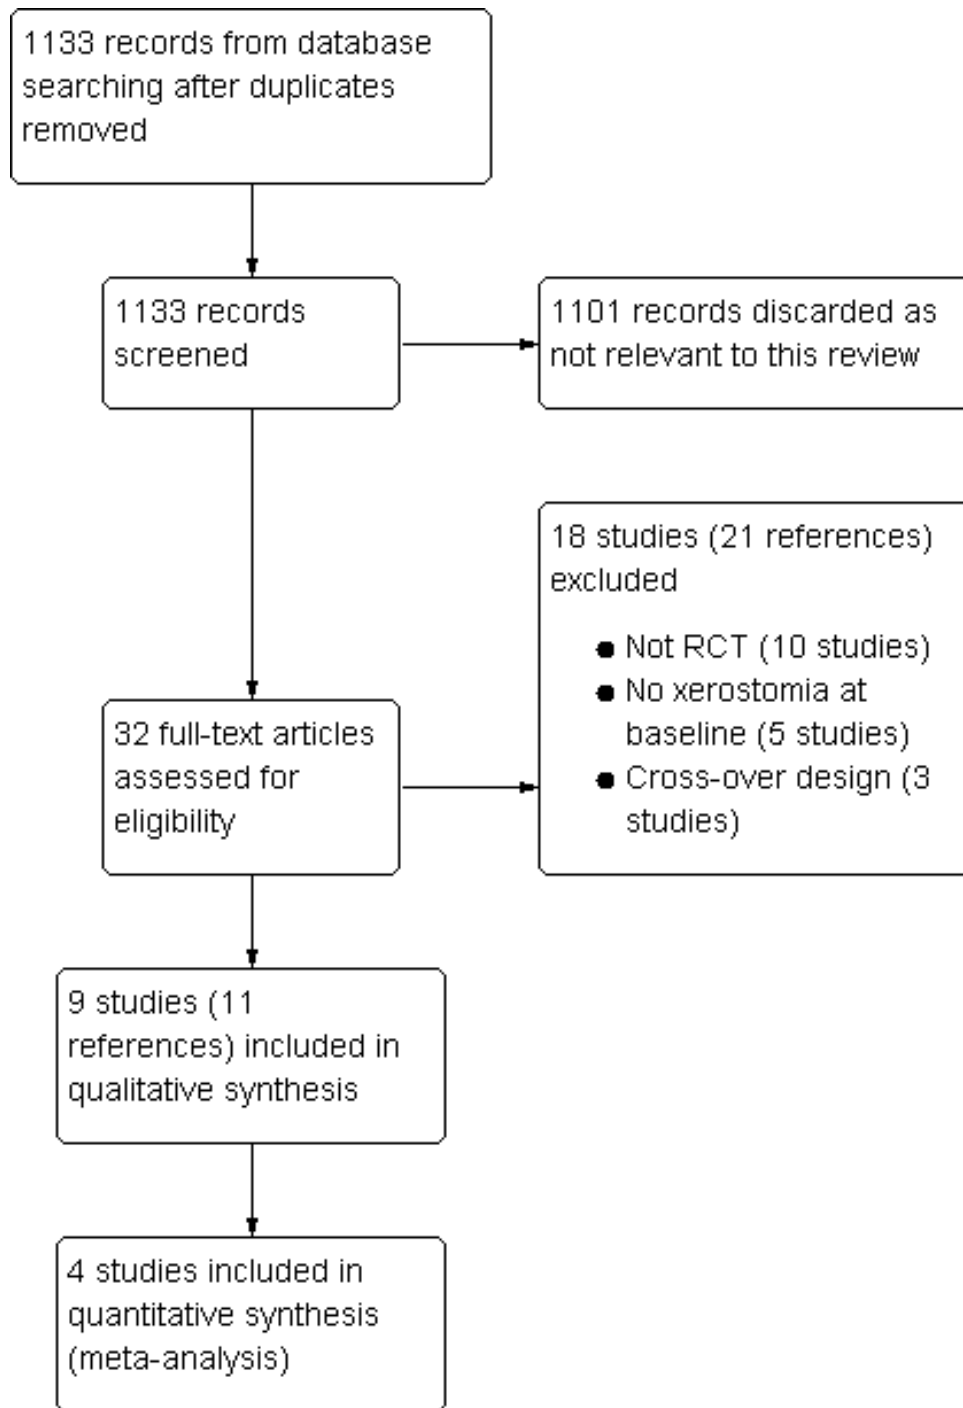 1133 records from database
searching after duplicates
removed
1133 records
screened
1101 records discarded as
not relevant to this review
18 studies (21 references)
excluded
● Not RCT (10 studies)
● No xerostomia at
baseline (5 studies)
● Cross-over design (3
studies)
32 full-text articles
assessed for
eligibility
9 studies (11
references) included in
qualitative synthesis
4 studies included in
quantitative synthesis
(meta-analysis)